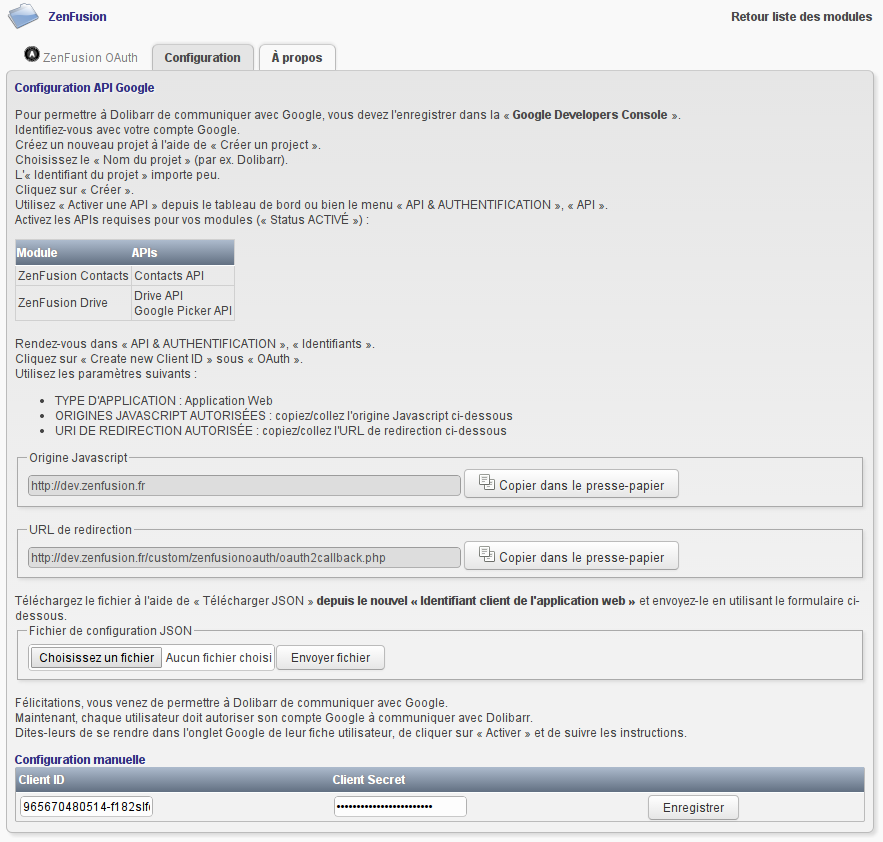 ZenFusion
Retour liste des modules
ZenFusion OAuth
Configuration
À propos
Configuration API Google
Pour permettre à Dolibarr de communiquer avec Google, vous devez l'enregistrer dans la « Google Developers Console ».
Identifiez-vous avec votre compte Google.
Créez un nouveau projet à l'aide de « Créer un project ».
Choisissez le « Nom du projet » (par ex. Dolibarr).
L'« Identifiant du projet » importe peu.
Cliquez sur « Créer ».
Utilisez « Activer une API » depuis le tableau de bord ou bien le menu « API & AUTHENTIFICATION », « API ».
Activez les APIs requises pour vos modules (« Status ACTIVÉ ») :
Module APIs
ZenFusion Contacts Contacts API
ZenFusion Drive Drive API
Google Picker API
Rendez-vous dans « API & AUTHENTIFICATION », « Identifiants ».
Cliquez sur « Create new Client ID » sous « OAuth ».
Utilisez les paramètres suivants :
• TYPE D'APPLICATION : Application Web
• ORIGINES JAVASCRIPT AUTORISÉES : copiez/collez l'origine Javascript ci-dessous
• URI DE REDIRECTION AUTORISÉE : copiez/collez l'URL de redirection ci-dessous
Origine Javascript
http://dev.zenfusion.fr Copier dans le presse-papier
URL de redirection
http://dev.zenfusion.fr/custom/zenfusionoauth/oauth2callback.php Copier dans le presse-papier
Téléchargez le fichier à l'aide de « Télécharger JSON » depuis le nouvel « Identifiant client de l'application web » et envoyez-le en utilisant le formulaire ci-
dessous.
Fichier de configuration JSON
Choisissez un fichier Aucun fichier choisi Envoyer fichier
Félicitations, vous venez de permettre à Dolibarr de communiquer avec Google.
Maintenant, chaque utilisateur doit autoriser son compte Google à communiquer avec Dolibarr.
Dites-leurs de se rendre dans l'onglet Google de leur fiche utilisateur, de cliquer sur « Activer » et de suivre les instructions.
Configuration manuelle
Client ID Client Secret
965670480514-f182slf Enregistrer